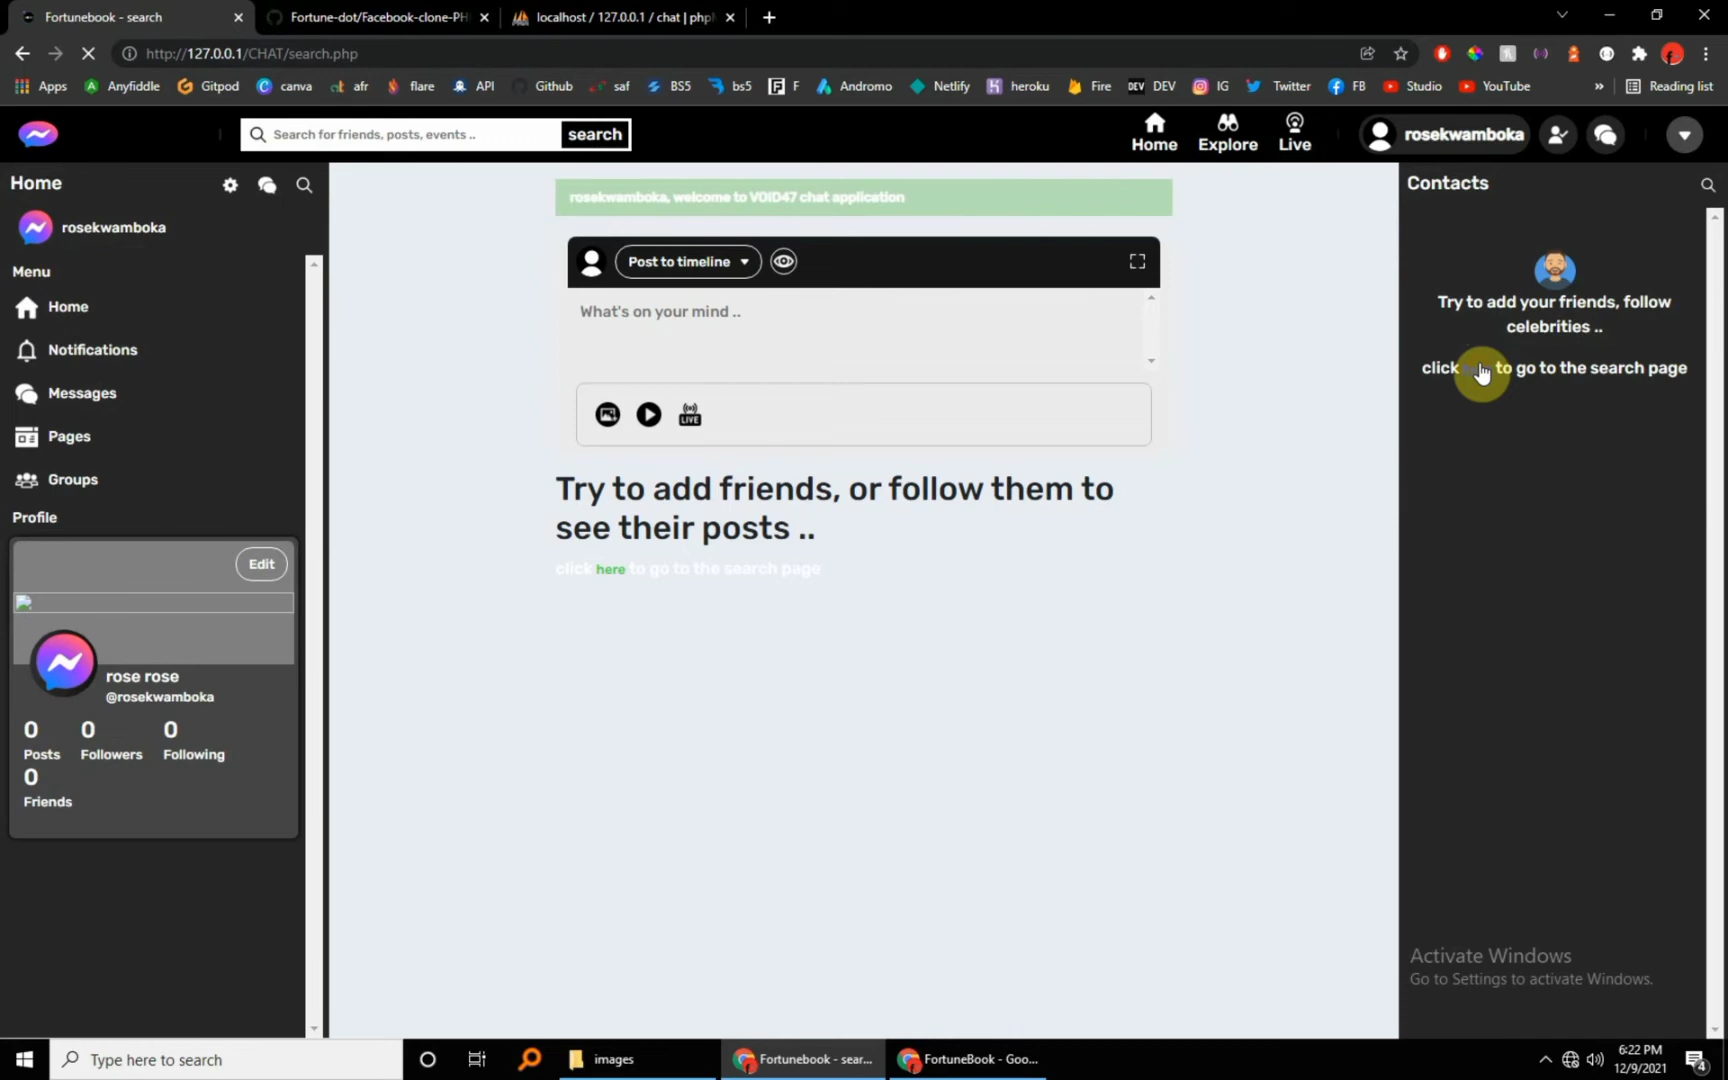 Fortunebook - search
Fortune-dot/Facebook-clone-PH
localhost / 127.0.0.1 / chat | php
http://127.0.0.1/CHAT/search.php
Apps
Anyfiddle
Gitpod
canva
afr
flare
API
Github
saf
BS5
bs5
F
Andromo
Netlify
heroku
Fire
DEV DEV
IG
Twitter
FB
Studio
YouTube
»
Reading list
Search for friends, posts, events ..
search
Home
Explore
Live
rosekwamboka
Home
rosekwamboka
Menu
Home
Notifications
Messages
Pages
Groups
Profile
Edit
rose rose
@rosekwamboka
0 0 0
Posts Followers Following
0
Friends
rosekwamboka, welcome to VOID47 chat application
Post to timeline
What's on your mind ..
LIVE
Try to add friends, or follow them to
see their posts ..
click here to go to the search page
Contacts
Try to add your friends, follow
celebrities ..
click to go to the search page
Activate Windows
Go to Settings to activate Windows.
Type here to search
images
Fortunebook - sear...
FortuneBook - Goo...
6:22 PM
12/9/2021
4